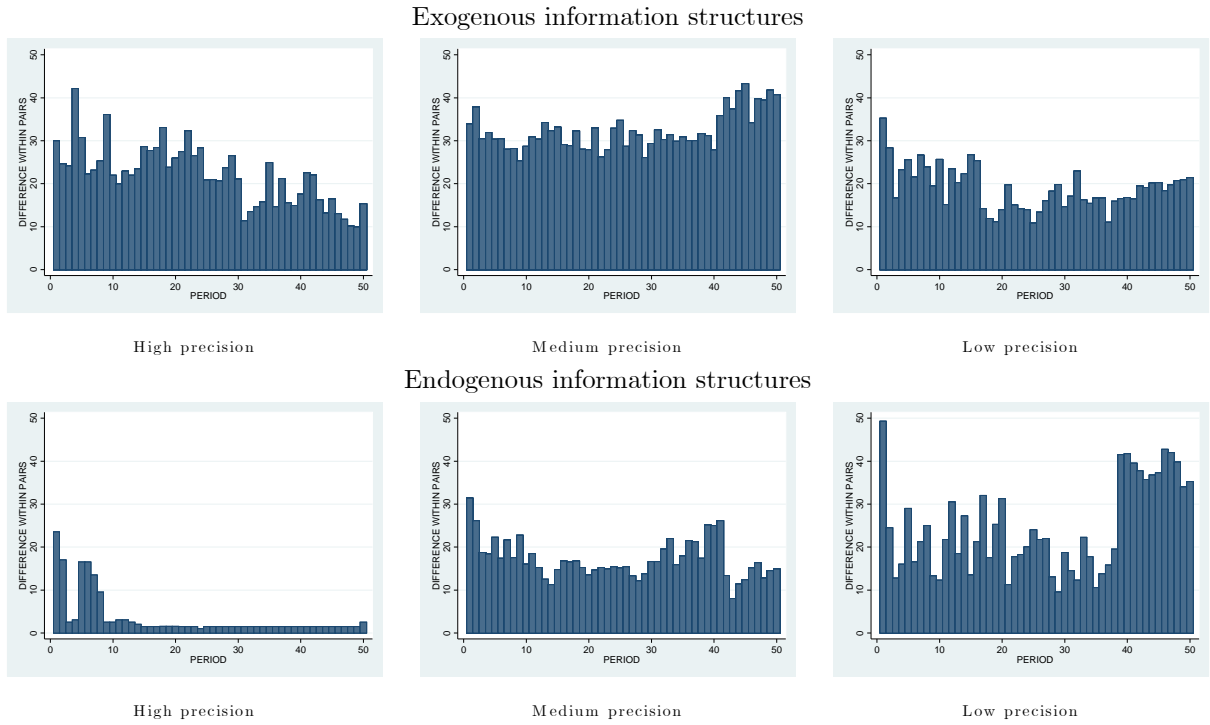 Exogenous information structures
DIFFERENCE WITHIN PAIRS
50
40
30
20
10
0
0 10 20 30 40 50
PERIOD
DIFFERENCE WITHIN PAIRS
50
40
30
20
10
0
0 10 20 30 40 50
PERIOD
DIFFERENCE WITHIN PAIRS
50
40
30
20
10
0
0 10 20 30 40 50
PERIOD
High precision
Medium precision
Low precision
Endogenous information structures
DIFFERENCE WITHIN PAIRS
50
40
30
20
10
0
0 10 20 30 40 50
PERIOD
DIFFERENCE WITHIN PAIRS
50
40
30
20
10
0
0 10 20 30 40 50
PERIOD
DIFFERENCE WITHIN PAIRS
50
40
30
20
10
0
0 10 20 30 40 50
PERIOD
High precision
Medium precision
Low precision